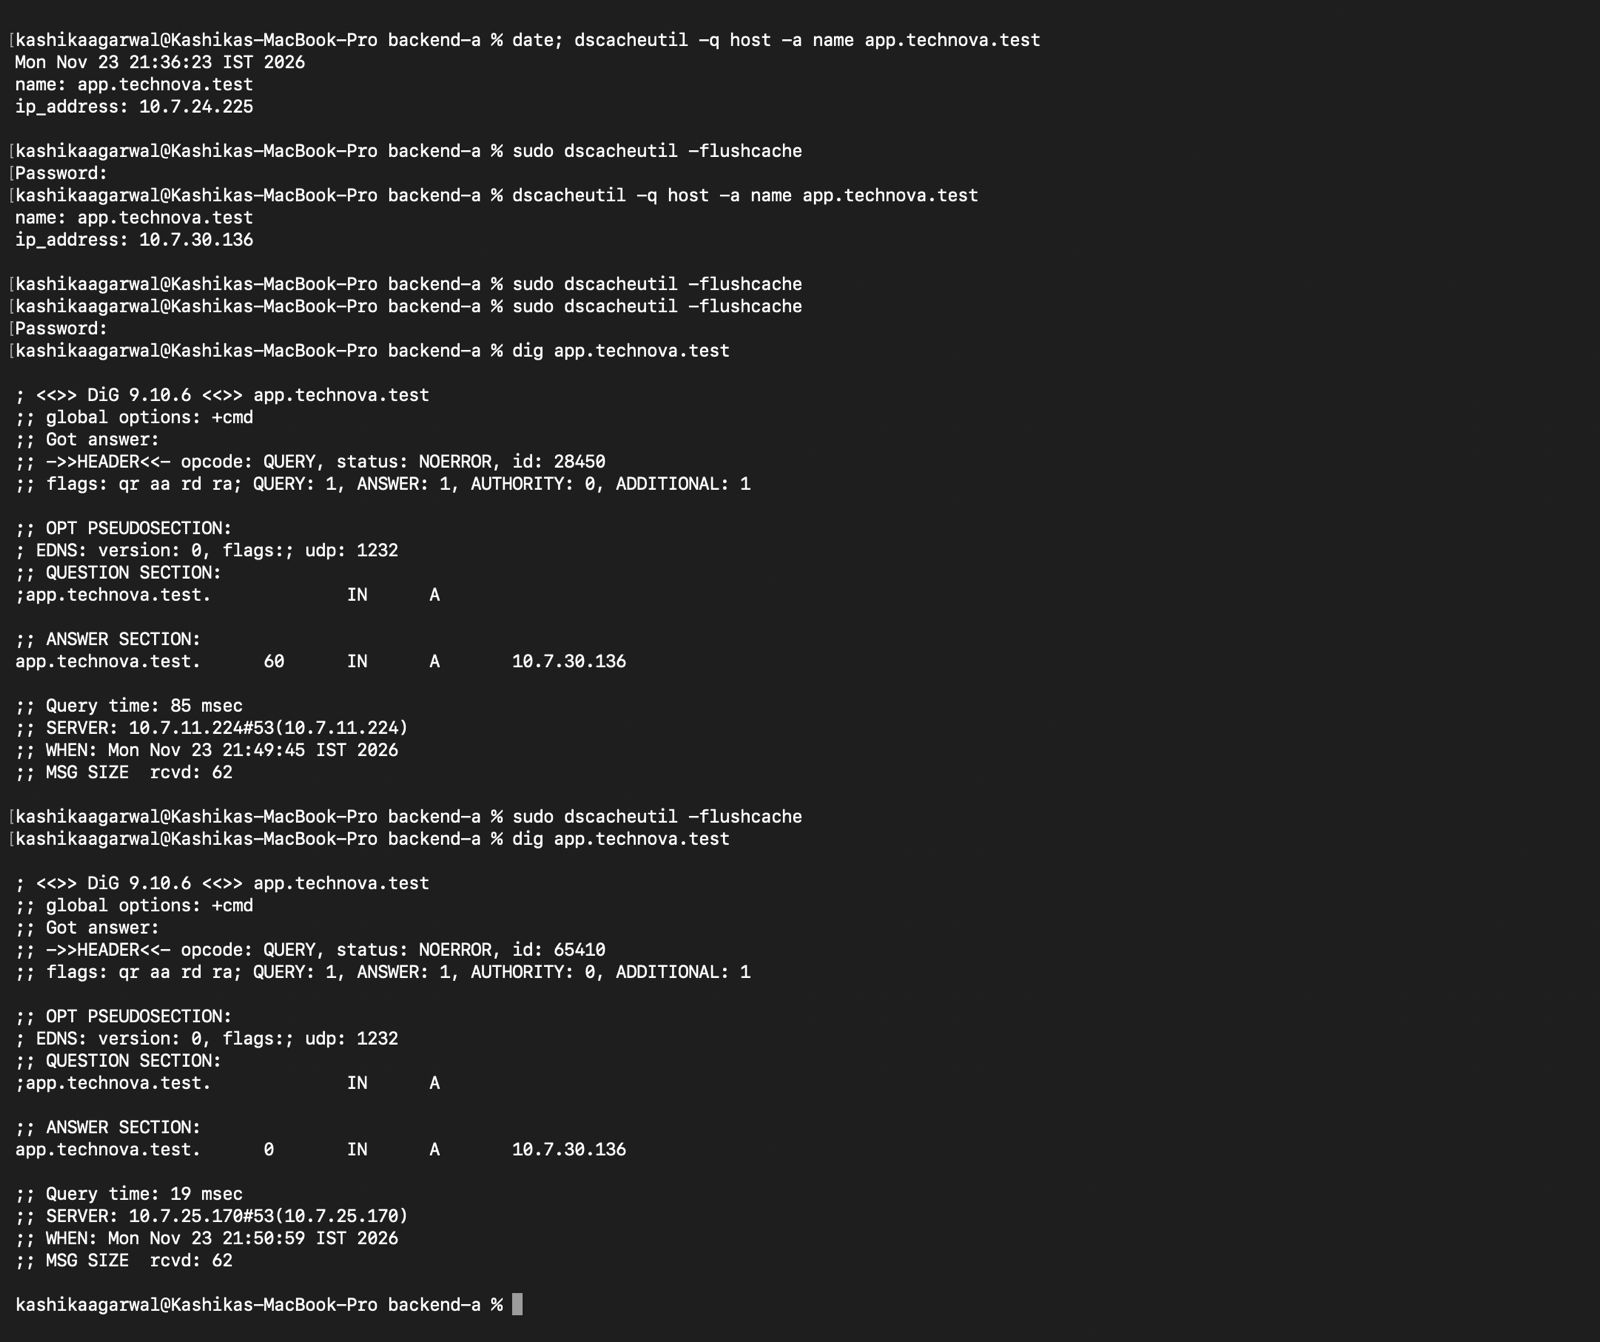 [kashikaagarwal@Kashikas-MacBook-Pro backend-a % date; dscacheutil -q host -a name app.technova.test
Mon Nov 23 21:36:23 IST 2026
name: app.technova.test
ip_address: 10.7.24.225
[kashikaagarwal@Kashikas-MacBook-Pro backend-a % sudo dscacheutil -flushcache
[Password:
[kashikaagarwal@Kashikas-MacBook-Pro backend-a % dscacheutil -q host -a name app.technova.test
name: app.technova.test
ip_address: 10.7.30.136
[kashikaagarwal@Kashikas-MacBook-Pro backend-a % sudo dscacheutil -flushcache
[kashikaagarwal@Kashikas-MacBook-Pro backend-a % sudo dscacheutil -flushcache
[Password:
[kashikaagarwal@Kashikas-MacBook-Pro backend-a % dig app.technova.test
; <<>> DiG 9.10.6 <<>> app.technova.test
;; global options: +cmd
;; Got answer:
;; ->>HEADER<<- opcode: QUERY, status: NOERROR, id: 28450
;; flags: qr aa rd ra; QUERY: 1, ANSWER: 1, AUTHORITY: 0, ADDITIONAL: 1
;; OPT PSEUDOSECTION:
; EDNS: version: 0, flags:; udp: 1232
;; QUESTION SECTION:
;app.technova.test. IN A
;; ANSWER SECTION:
app.technova.test. 60 IN A 10.7.30.136
;; Query time: 85 msec
;; SERVER: 10.7.11.224#53(10.7.11.224)
;; WHEN: Mon Nov 23 21:49:45 IST 2026
;; MSG SIZE rcvd: 62
[kashikaagarwal@Kashikas-MacBook-Pro backend-a % sudo dscacheutil -flushcache
[kashikaagarwal@Kashikas-MacBook-Pro backend-a % dig app.technova.test
; <<>> DiG 9.10.6 <<>> app.technova.test
;; global options: +cmd
;; Got answer:
;; ->>HEADER<<- opcode: QUERY, status: NOERROR, id: 65410
;; flags: qr aa rd ra; QUERY: 1, ANSWER: 1, AUTHORITY: 0, ADDITIONAL: 1
;; OPT PSEUDOSECTION:
; EDNS: version: 0, flags:; udp: 1232
;; QUESTION SECTION:
;app.technova.test. IN A
;; ANSWER SECTION:
app.technova.test. 0 IN A 10.7.30.136
;; Query time: 19 msec
;; SERVER: 10.7.25.170#53(10.7.25.170)
;; WHEN: Mon Nov 23 21:50:59 IST 2026
;; MSG SIZE rcvd: 62
kashikaagarwal@Kashikas-MacBook-Pro backend-a %